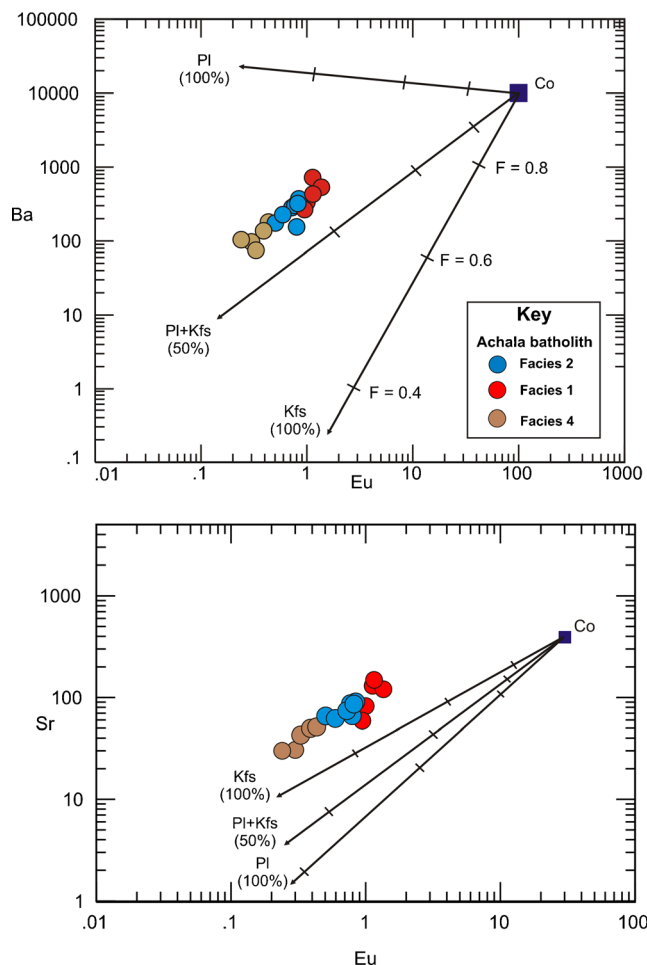 100000
10000
1000
100
10
1
.1
Ba
Pl
(100%)
Co
F = 0.8
F = 0.6
F = 0.4
Pl+Kfs
(50%)
Kfs
(100%)
Key
Achala batholith
Facies 2
Facies 1
Facies 4
.01
.1
1
10
100
1000
Eu
1000
100
10
1
Sr
Co
Kfs
(100%)
Pl+Kfs
(50%)
Pl
(100%)
.01
.1
1
10
100
Eu